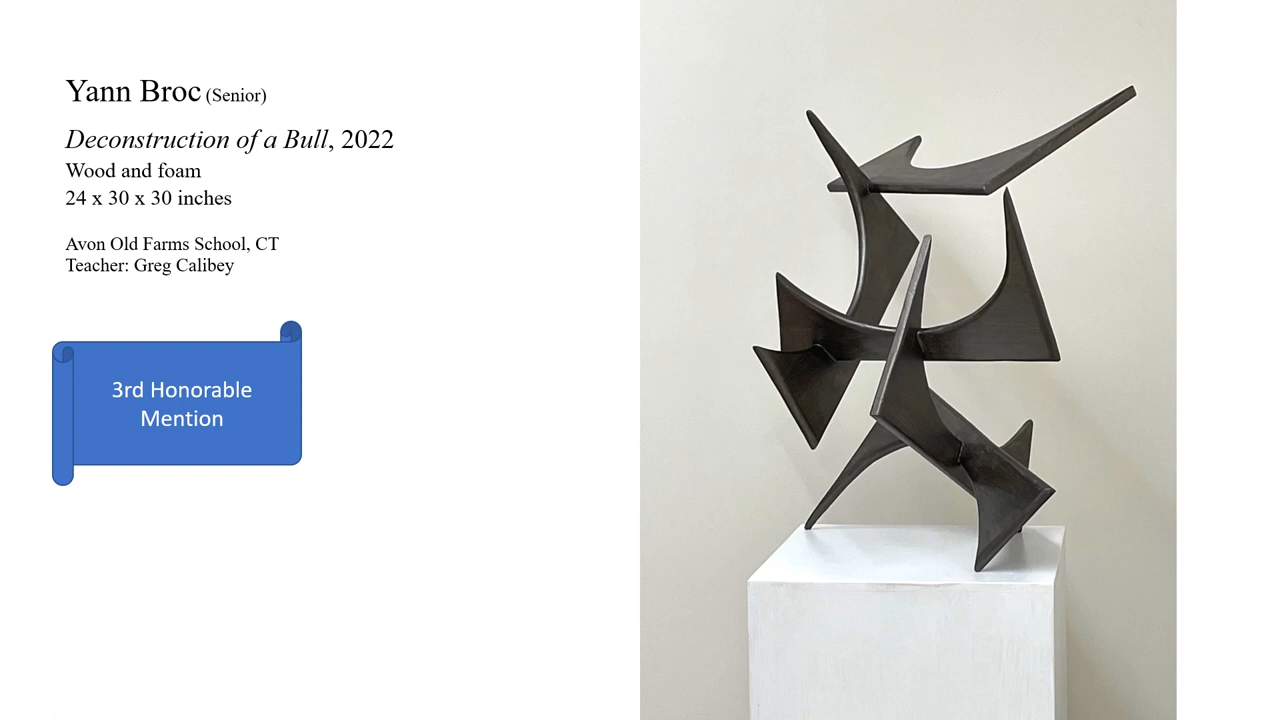 Yann Broc (Senior)
Deconstruction of a Bull, 2022
Wood and foam
24 x 30 x 30 inches
Avon Old Farms School, CT
Teacher: Greg Calibey
3rd Honorable
Mention